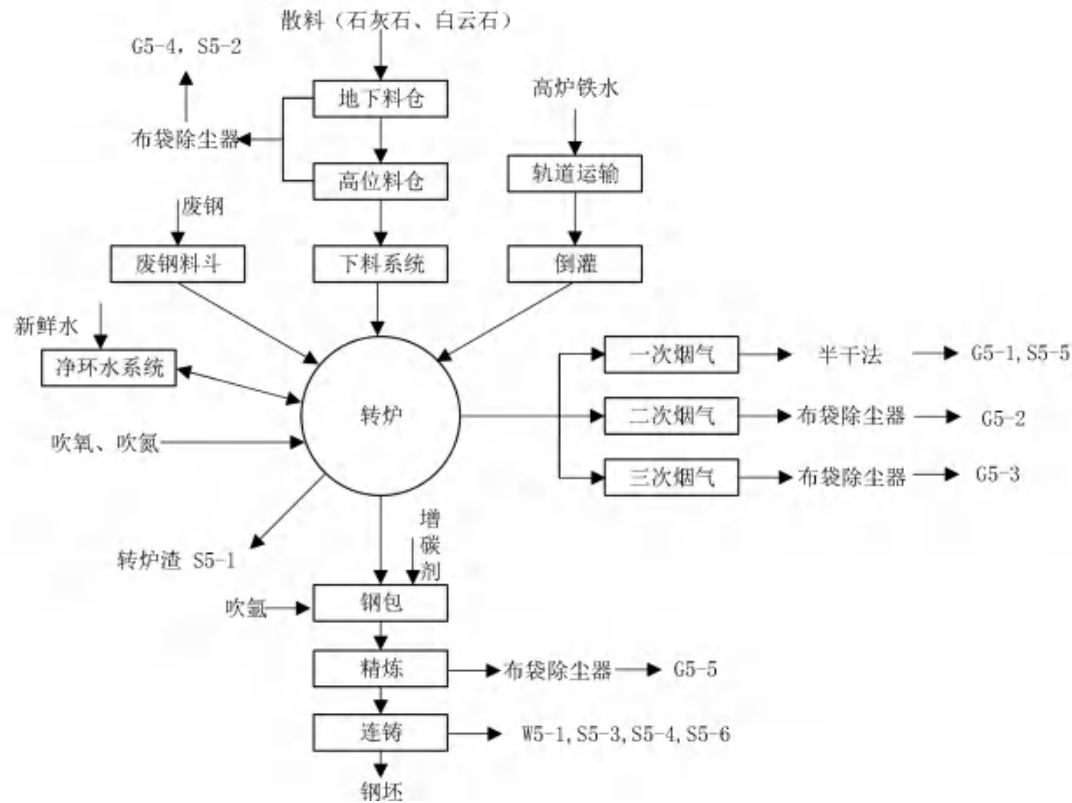 散料（石灰石、白云石）
G5-4, S5-2
地下料仓
高炉铁水
布袋除尘器
高位料仓
轨道运输
废钢
废钢料斗
下料系统
倒灌
新鲜水
净环水系统
一次烟气
半干法
G5-1,S5-5
转炉
二次烟气
布袋除尘器
G5-2
吹氧、吹氮
三次烟气
布袋除尘器
G5-3
转炉渣 S5-1
增碳剂
吹氩
钢包
精炼
布袋除尘器
G5-5
连铸
W5-1,S5-3,S5-4,S5-6
钢坯